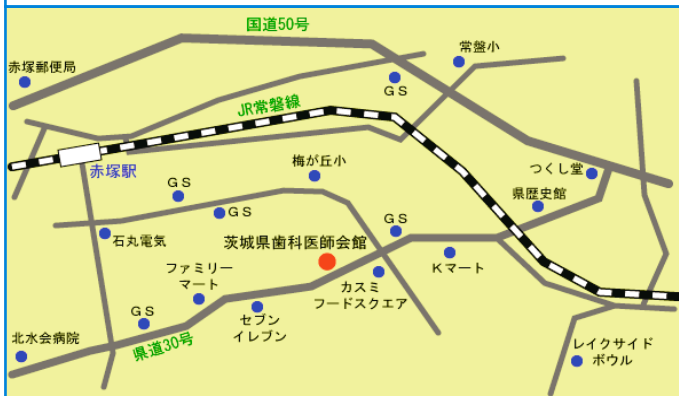 国道50号
常盤小
赤塚郵便局
GS
JR常磐線
赤塚駅
梅が丘小
つくし堂
GS
県歴史館
GS
GS
石丸電気
茨城県歯科医師会館
Kマート
ファミリー
マート
カスミ
フードスクエア
GS
セブン
イレブン
北水会病院
県道30号
レイクサイド
ボウル